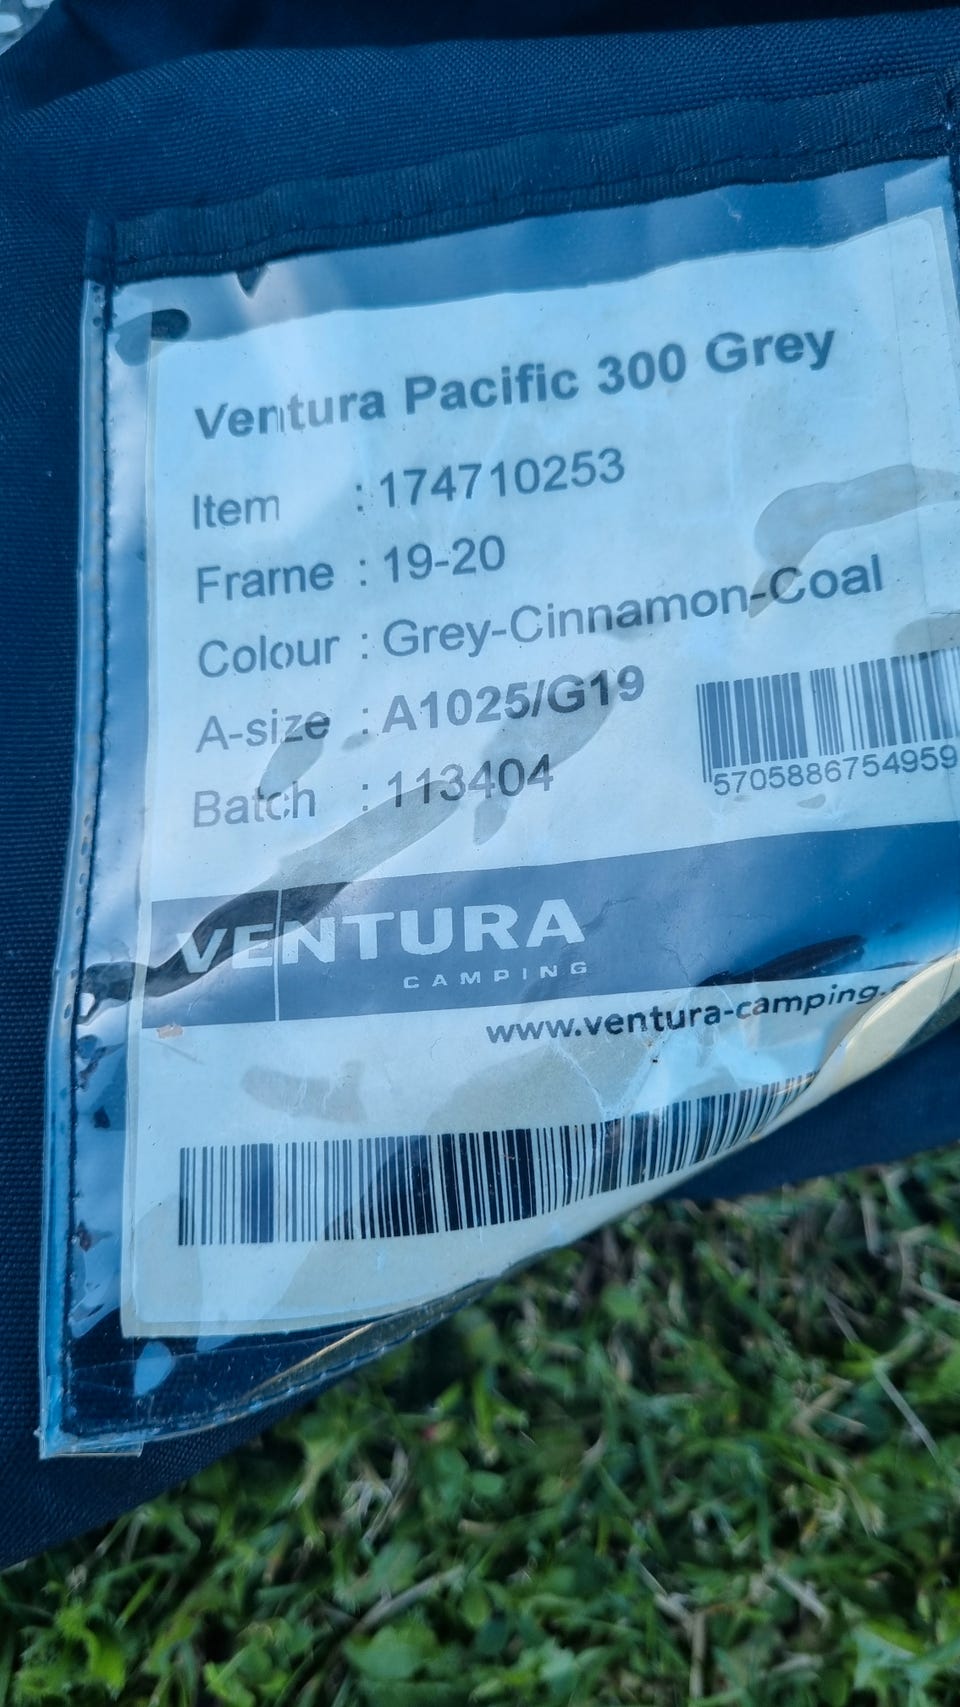 Ventura Pacific 300 Grey
Item : 174710253
Frame : 19-20
Colour : Grey-Cinnamon-Coal
A-size : A1025/G19
Batch : 113404
5705886754959
VENTURA
CAMPING
www.ventura-camping.